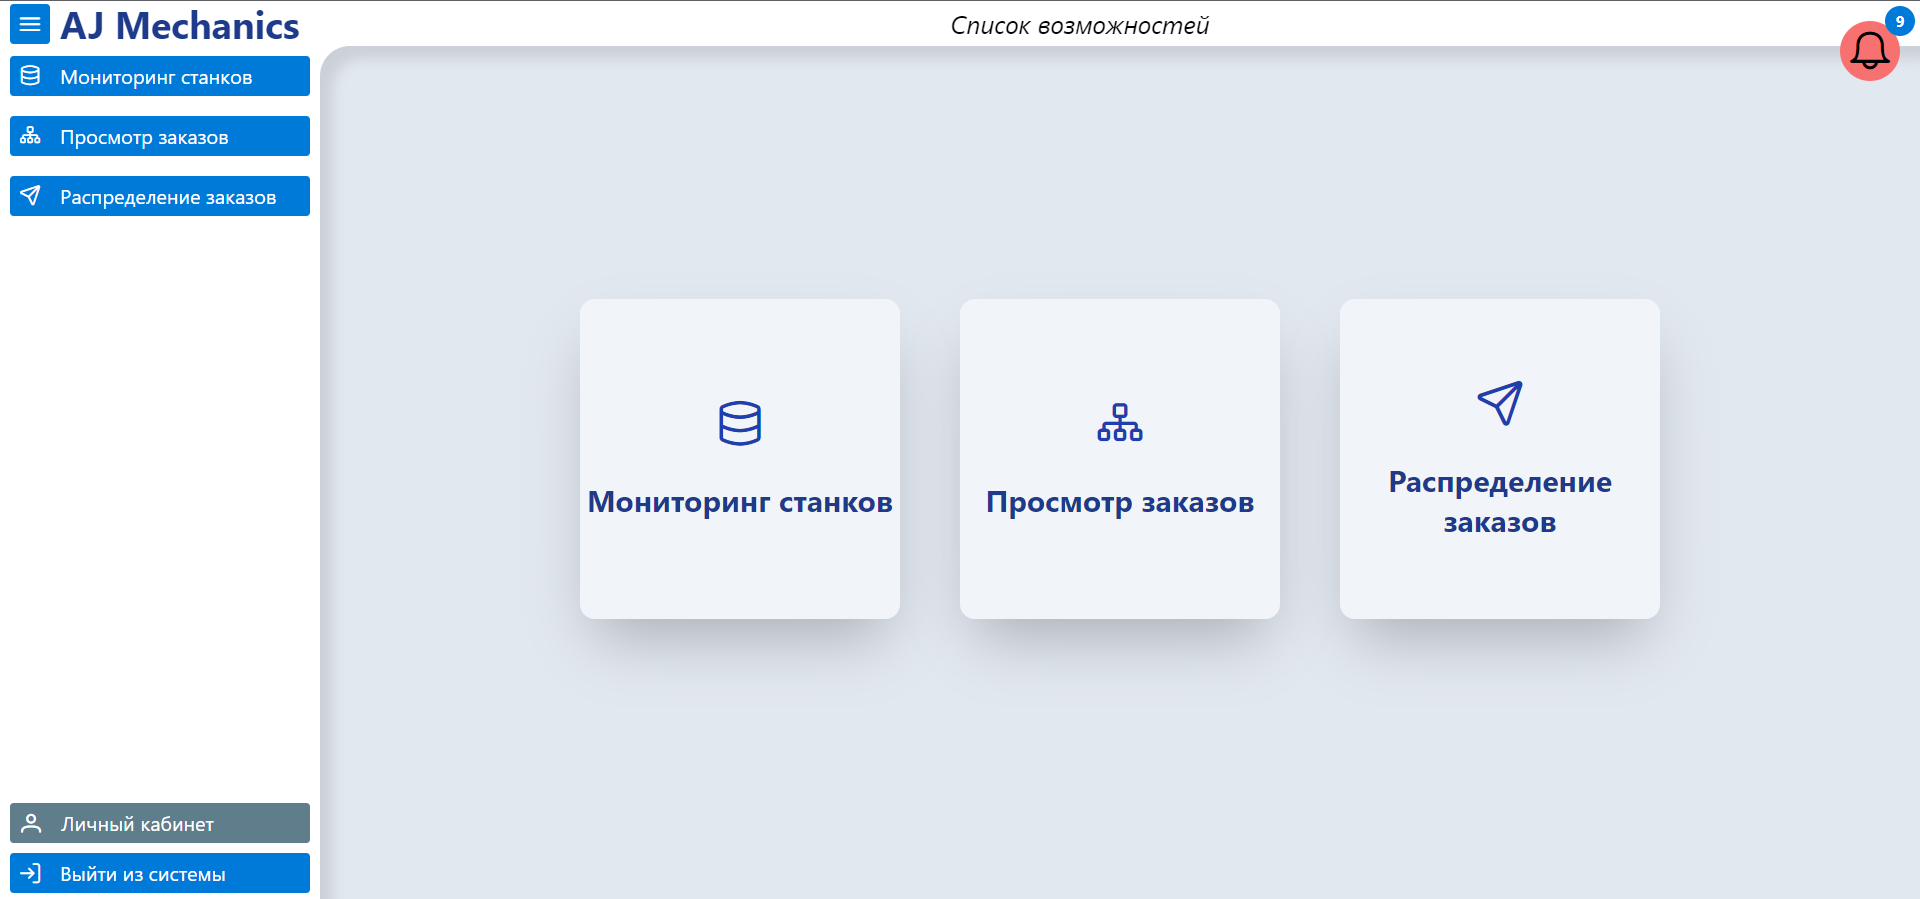 AJ Mechanics
Список возможностей
9
Мониторинг станков
Просмотр заказов
Распределение заказов
Мониторинг станков
Просмотр заказов
Распределение
заказов
Личный кабинет
Выйти из системы